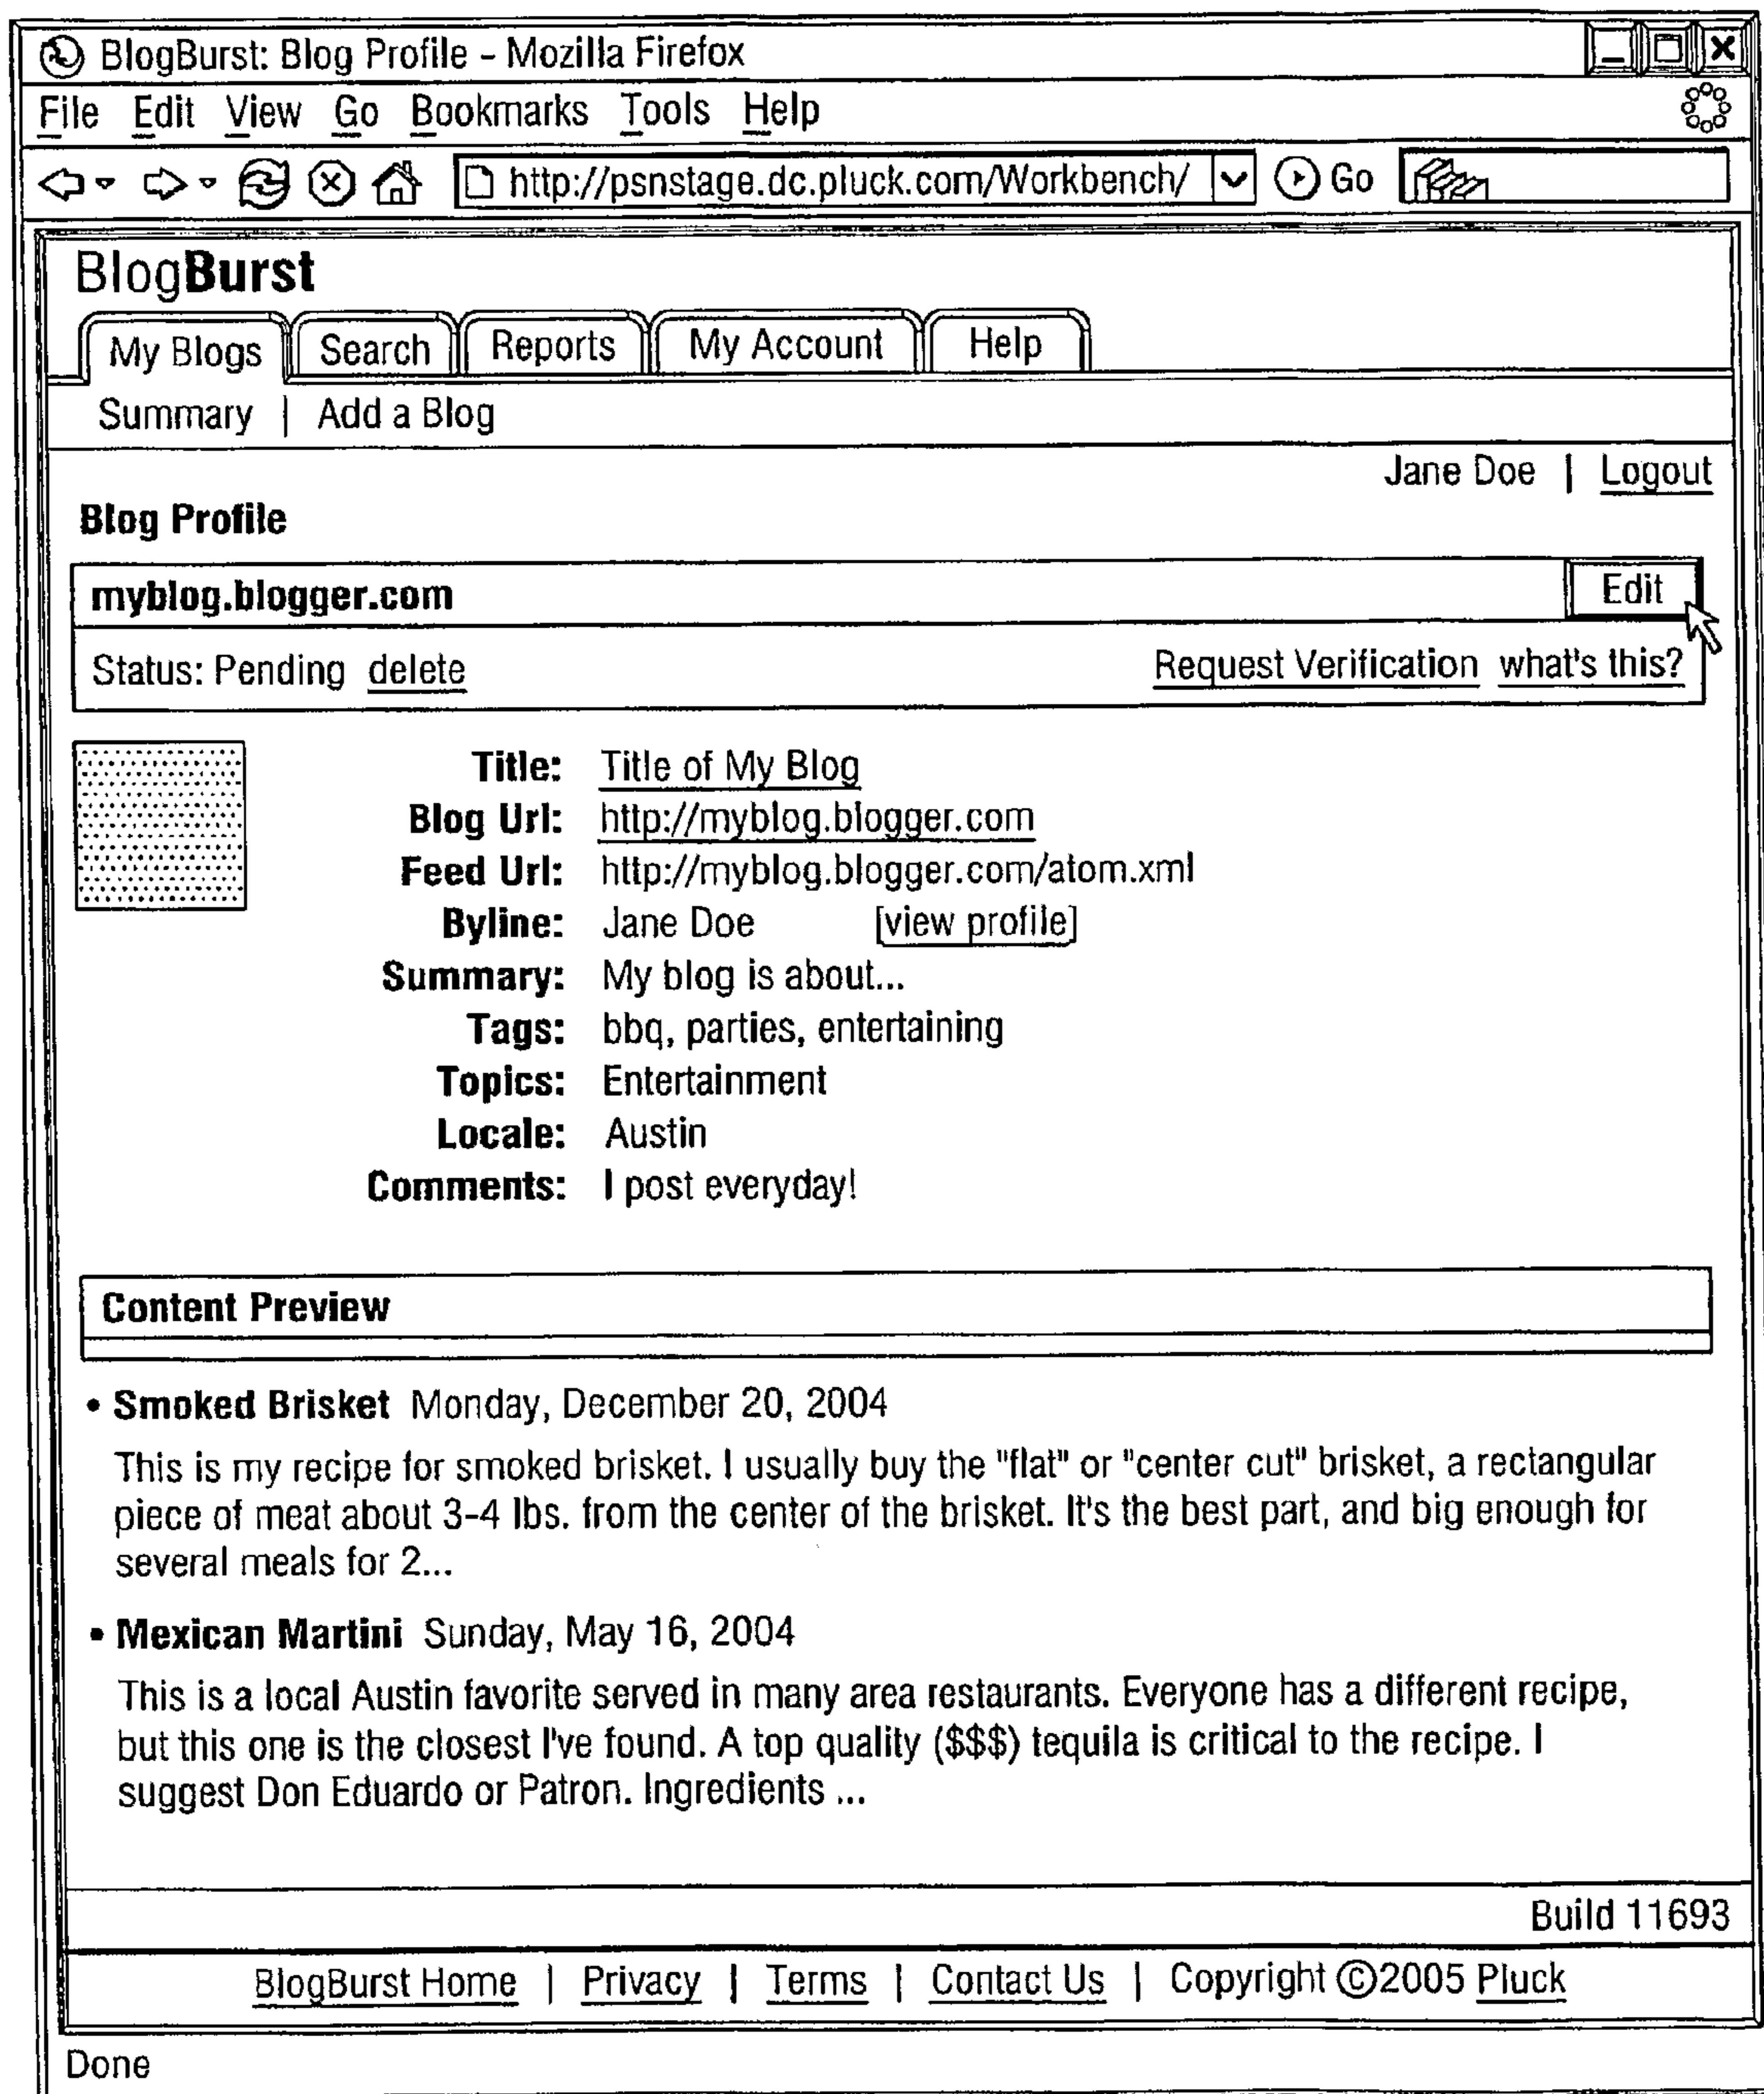 BlogBurst: Blog Profile - Mozilla Firefox
File Edit View Go Bookmarks Tools Help
http://psnstage.dc.pluck.com/Workbench/ Go
BlogBurst
My Blogs Search Reports My Account Help
Summary | Add a Blog
Jane Doe | Logout
Blog Profile
myblog.blogger.com Edit
Status: Pending delete Request Verification what's this?
Title: Title of My Blog
Blog Url: http://myblog.blogger.com
Feed Url: http://myblog.blogger.com/atom.xml
Byline: Jane Doe [view profile]
Summary: My blog is about...
Tags: bbq, parties, entertaining
Topics: Entertainment
Locale: Austin
Comments: I post everyday!
Content Preview
• Smoked Brisket Monday, December 20, 2004
This is my recipe for smoked brisket. I usually buy the "flat" or "center cut" brisket, a rectangular
piece of meat about 3-4 lbs. from the center of the brisket. It's the best part, and big enough for
several meals for 2...
• Mexican Martini Sunday, May 16, 2004
This is a local Austin favorite served in many area restaurants. Everyone has a different recipe,
but this one is the closest I've found. A top quality ($$$) tequila is critical to the recipe. I
suggest Don Eduardo or Patron. Ingredients ...
Build 11693
BlogBurst Home | Privacy | Terms | Contact Us | Copyright ©2005 Pluck
Done